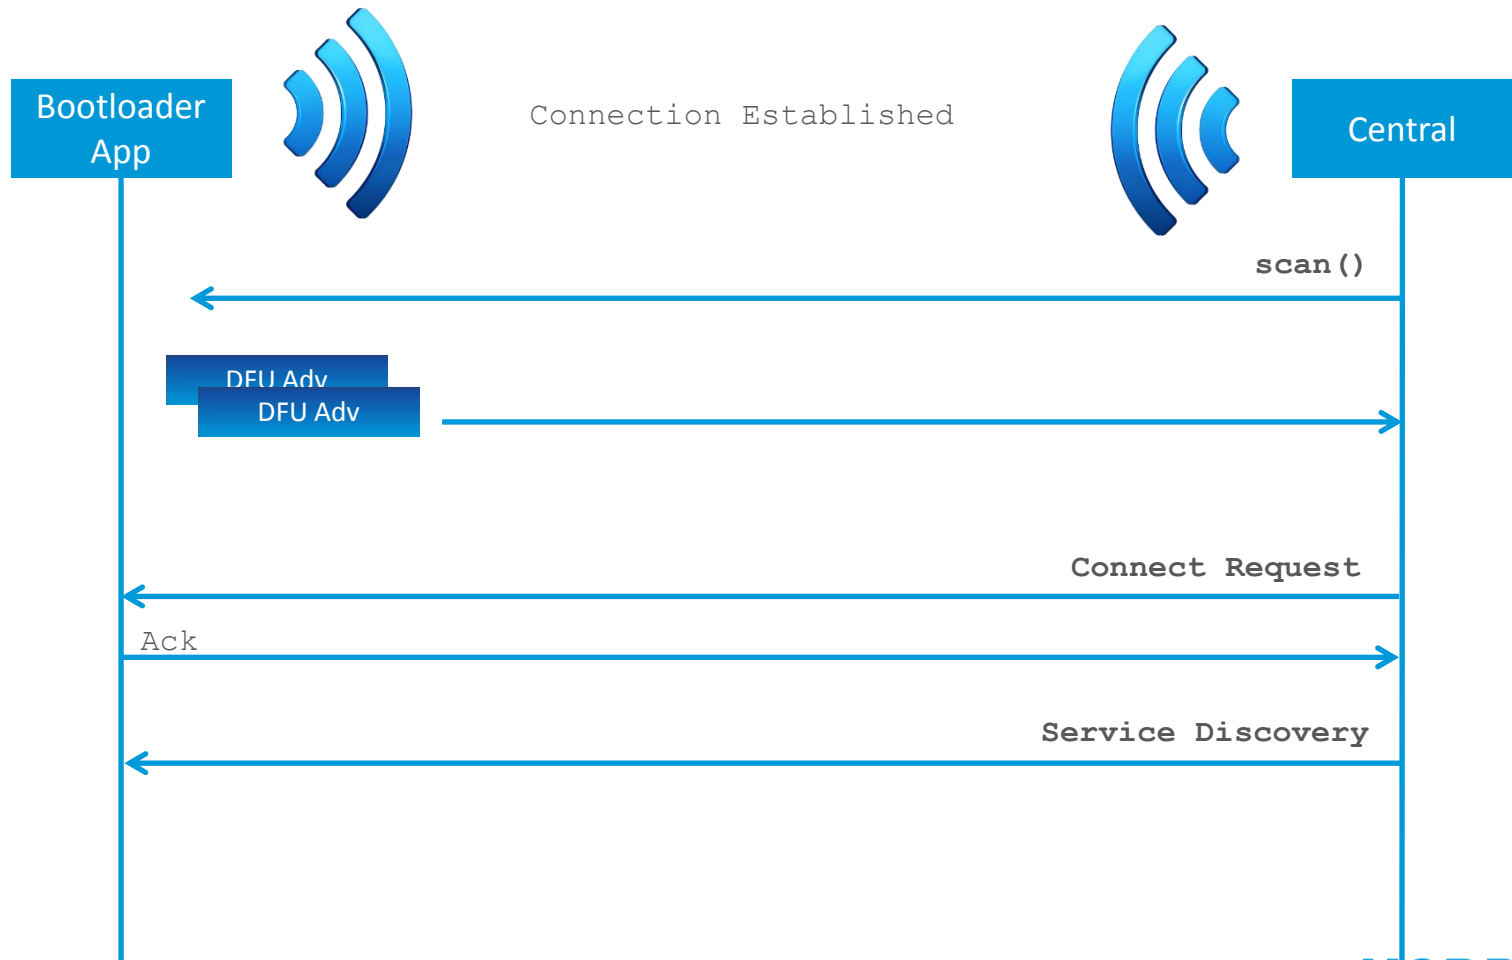 Bootloader
App
Connection Established
Central
scan()
DFU Adv
DFU Adv
Connect Request
Ack
Service Discovery